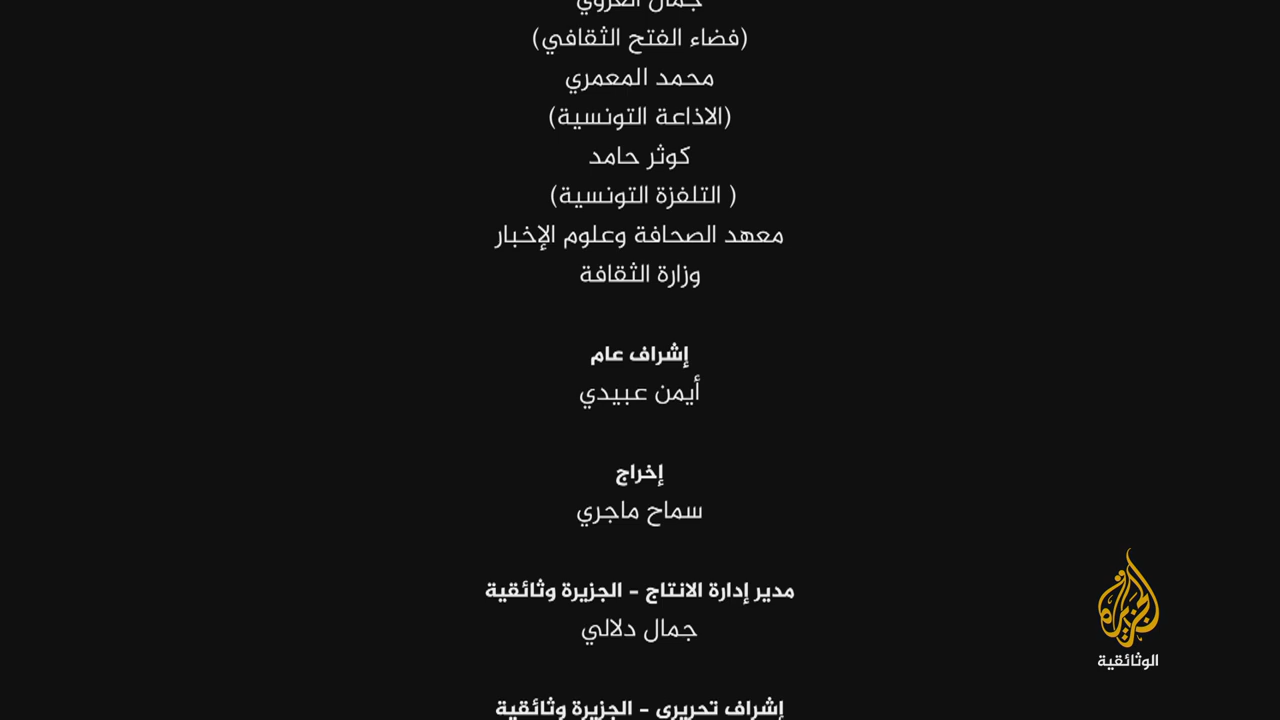 (فضاء الفتح الثقافي)
محمد المعمري
(الاذاعة التونسية)
كوثر حامد
( التلفزة التونسية)
معهد الصحافة وعلوم الإخبار
وزارة الثقافة
إشراف عام
أيمن عبيدي
إخراج
سماح ماجري
مدير إدارة الانتاج - الجزيرة وثائقية
جمال دلالي
إشراف تحريري - الجزيرة وثائقية
الجزيرة
الوثائقية